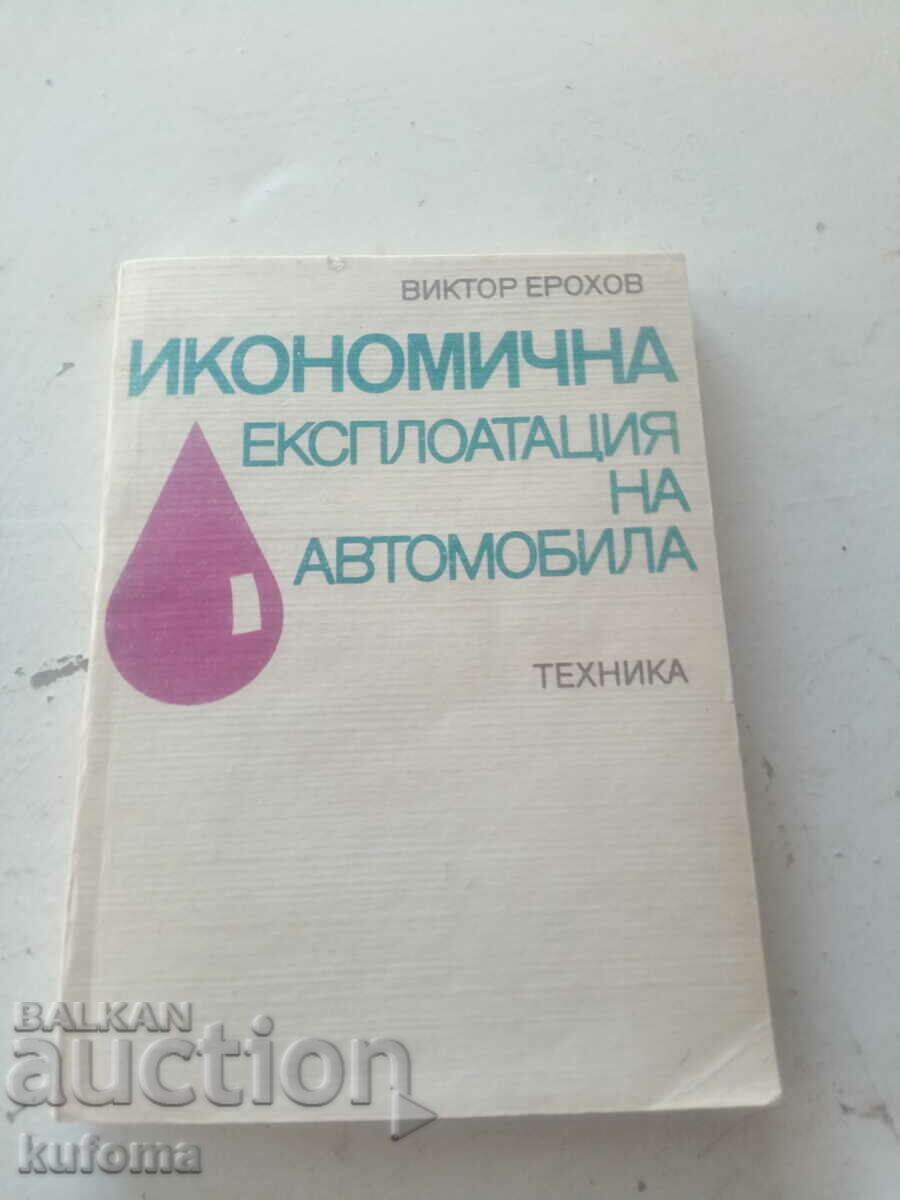 ВИКТОР ЕРОХОВ
ИКОНОМИЧНА
ЕКСПЛОАТАЦИЯ
НА
АВТОМОБИЛА
ТЕХНИКА
BALKAN
auction
kufoma